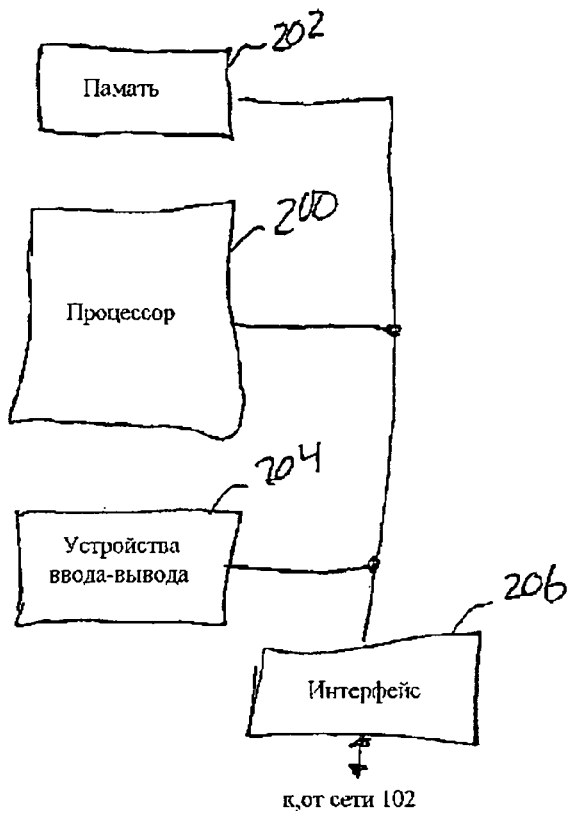 202
Памать
200
Процессор
204
Устройства
ввода-вывода
206
Интерфейс
к,от сети 102